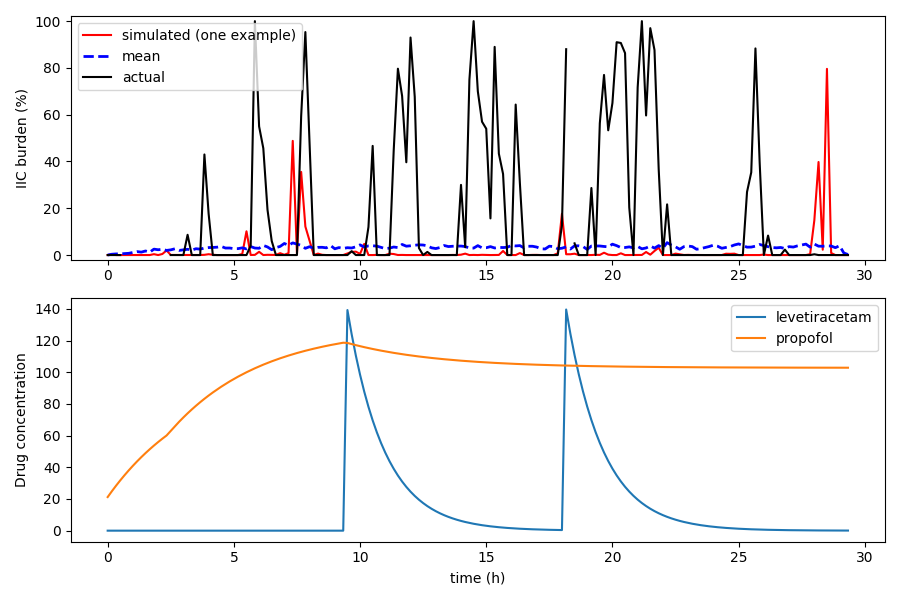 100
80
60
40
20
0
IIC burden (%)
simulated (one example)
mean
actual
0 5 10 15 20 25 30
140
120
100
80
60
40
20
0
Drug concentration
levetiracetam
propofol
0 5 10 15 20 25 30
time (h)